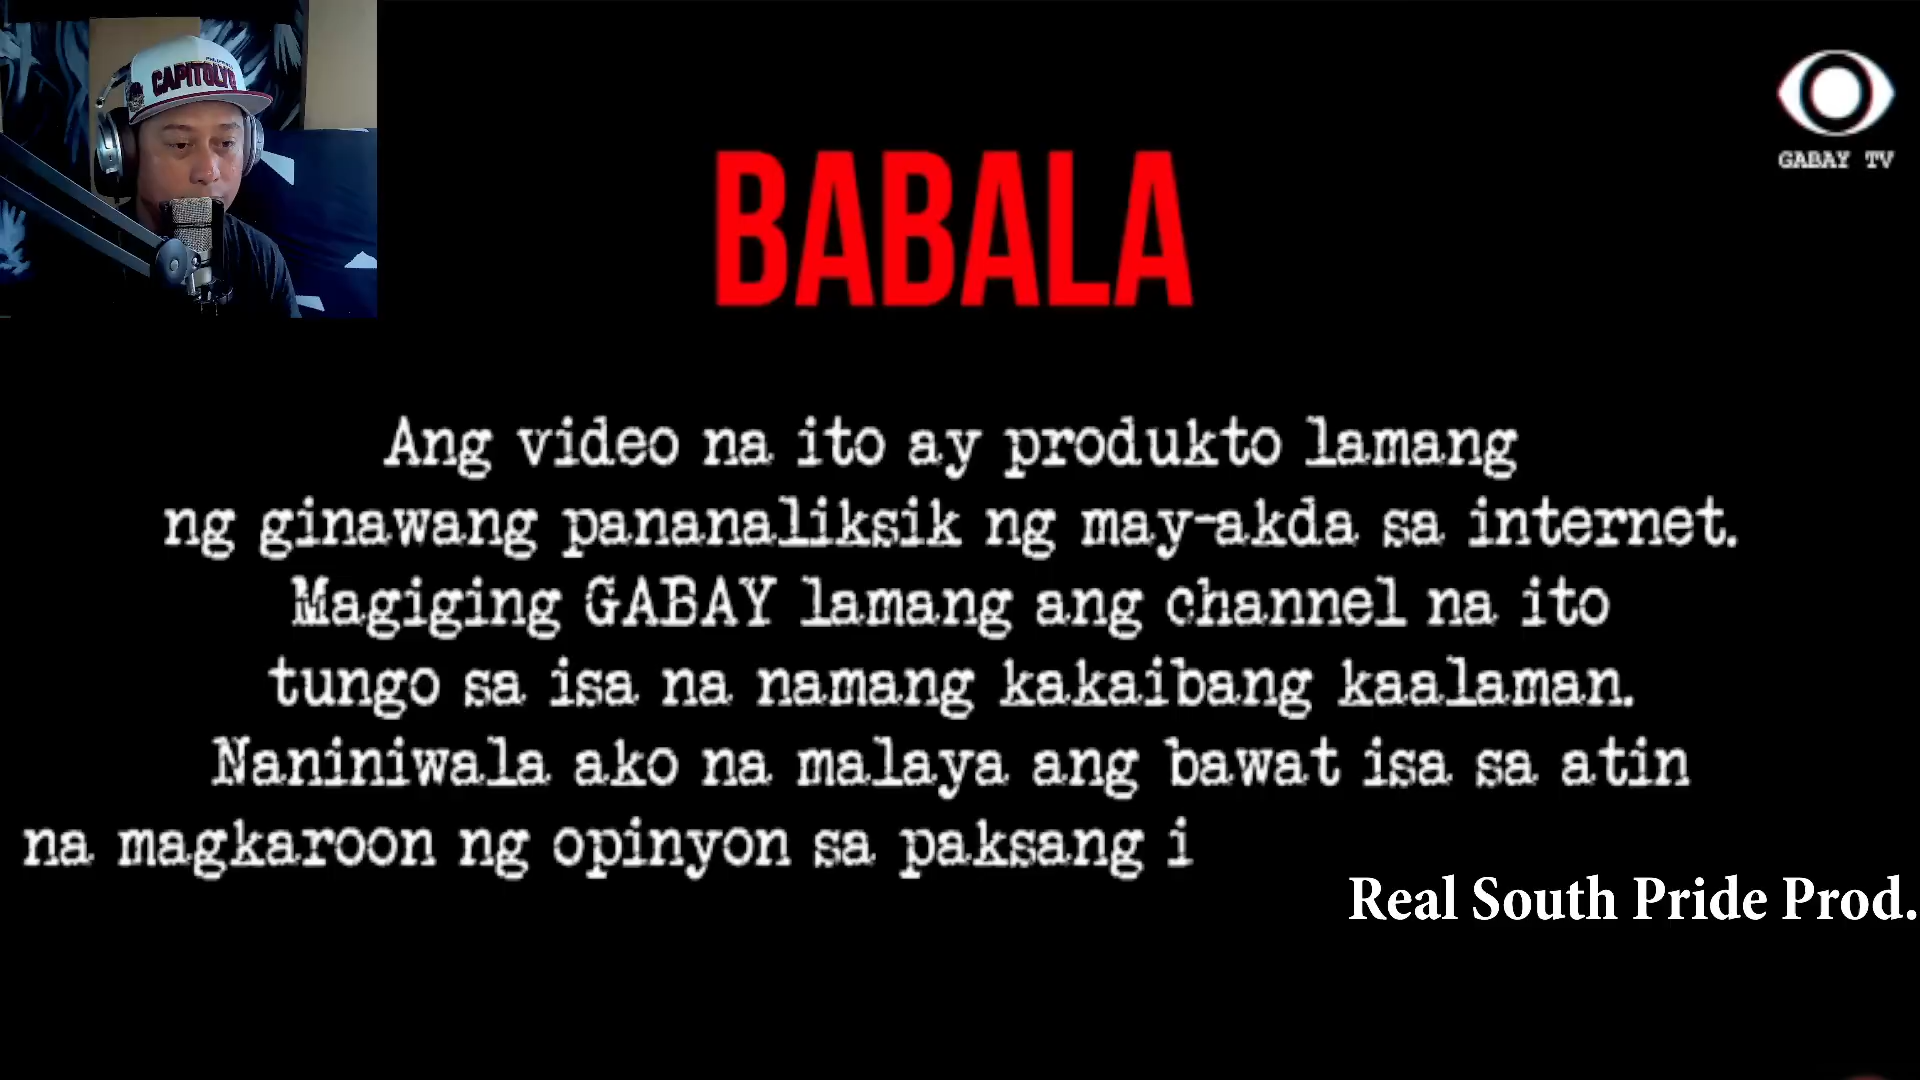 CAPITOLYO
GABAY TV
BABALA
Ang video na ito ay produkto lamang
ng ginawang pananaliksik ng may-akda sa internet.
Magiging GABAY lamang ang channel na ito
tungo sa isa na namang kakaibang kaalaman.
Naniniwala ako na malaya ang bawat isa sa atin
na magkaroon ng opinyon sa paksang i
Real South Pride Prod.